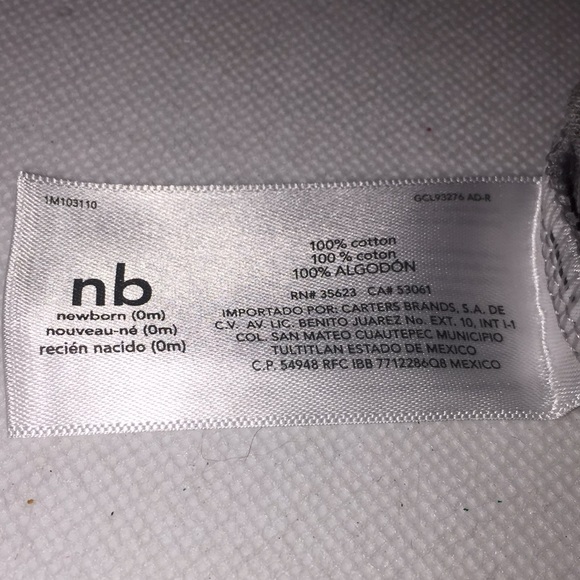 1M103110
GCL93276 AD-R
nb
newborn (0m)
nouveau-né (0m)
recién nacido (0m)
100% cotton
100 % coton
100% ALGODÓN
RN# 35623 CA# 53061
IMPORTADO POR: CARTERS BRANDS, S.A. DE
C.V. AV LIC. BENITO JUAREZ No. EXT. 10, INT I-1
COL. SAN MATEO CUAUTEPEC MUNICIPIO
TULTITLAN ESTADO DE MEXICO
C.P. 54948 RFC IBB 7712286Q8 MEXICO